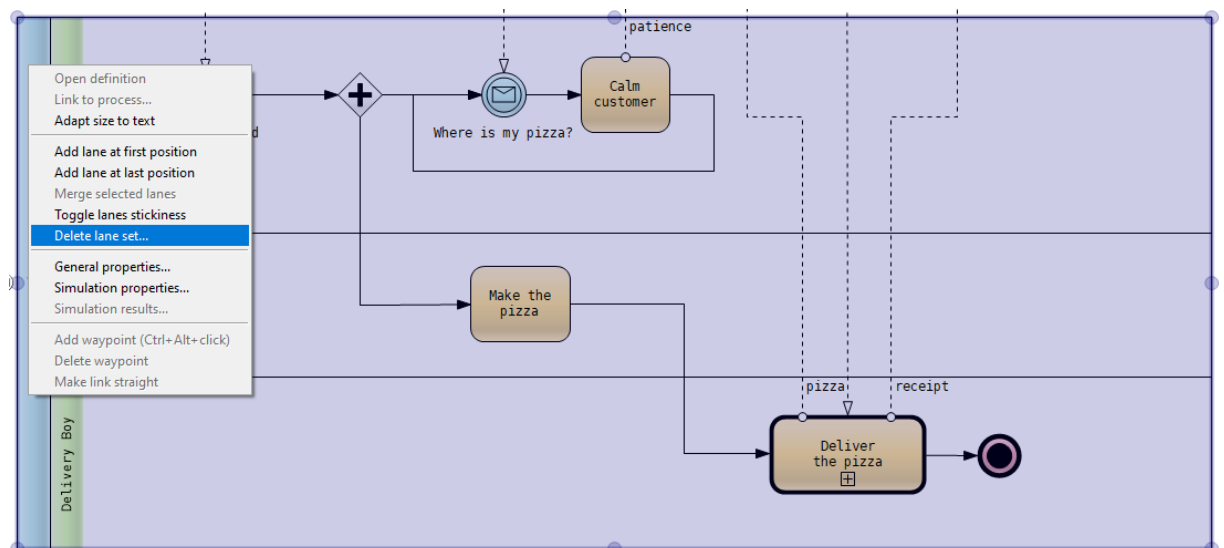 patience
Open definition
Link to process...
Adapt size to text
Add lane at first position
Add lane at last position
Merge selected lanes
Toggle lanes stickiness
Delete lane set...
General properties...
Simulation properties...
Simulation results...
Add waypoint (Ctrl+Alt+click)
Delete waypoint
Make link straight
d
Where is my pizza?
Calm
customer
Make the
pizza
pizza
receipt
Delivery Boy
Deliver
the pizza